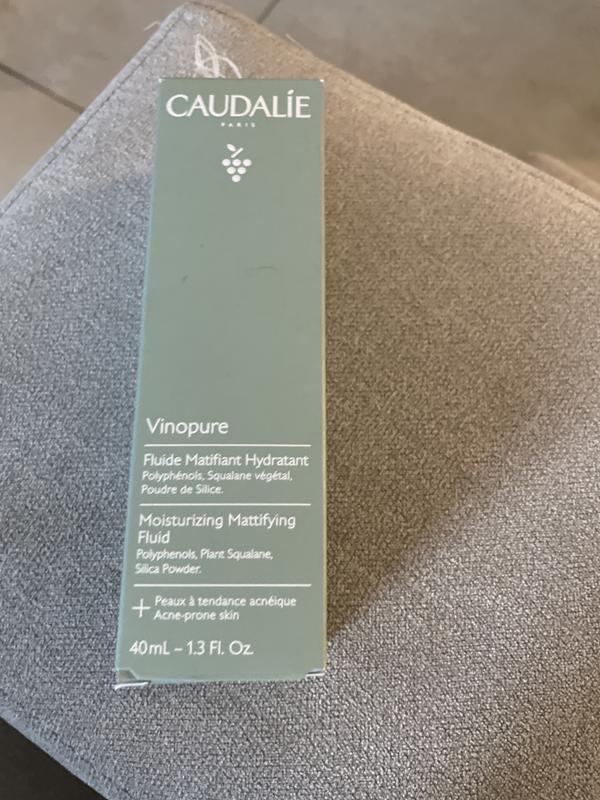 CAUDALÍE
PARIS
Vinopure
Fluide Matifiant Hydratant
Polyphénols, Squalane végétal,
Poudre de Silice.
Moisturizing Mattifying
Fluid
Polyphenols, Plant Squalane,
Silica Powder.
+ Peaux à tendance acnéique
Acne-prone skin
40 mL – 1.3 Fl. Oz.